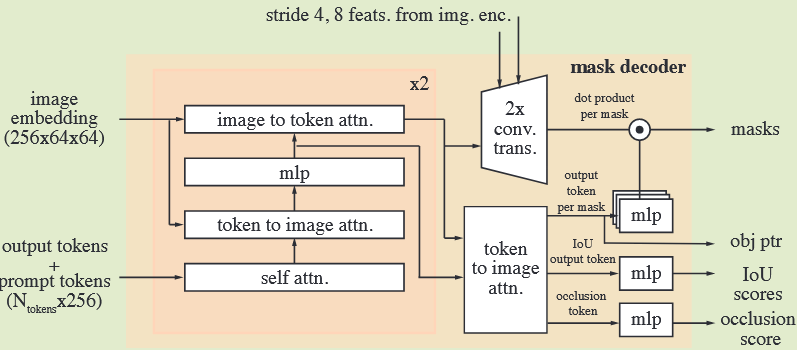 stride 4, 8 feats. from img. enc.
mask decoder
x2
image
embedding
(256x64x64)
image to token attn.
mlp
token to image attn.
self attn.
output tokens
+
prompt tokens
(Ntokensx256)
2x
conv.
trans.
dot product
per mask
masks
token
to image
attn.
output
token
per mask
mlp
obj ptr
IoU
output token
mlp
IoU
scores
occlusion
token
mlp
occlusion
score